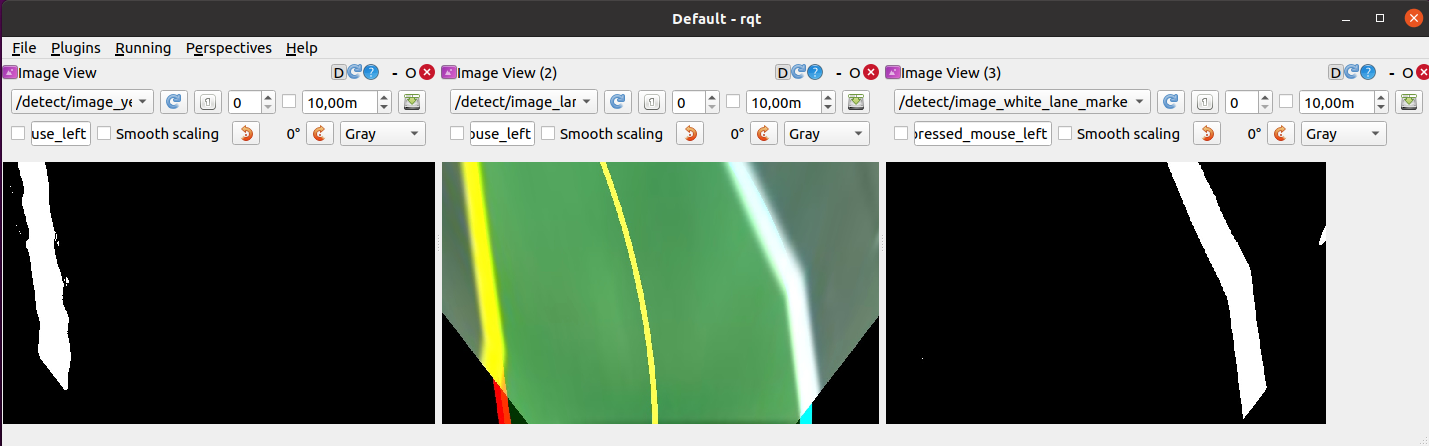 Default - rqt
File Plugins Running Perspectives Help
Image View D - O Image View (2) D - O Image View (3) D - O
/detect/image_ye 0 10,00m /detect/image_lar 0 10,00m /detect/image_white_lane_marke 0 10,00m
use_left Smooth scaling 0° Gray ouse_left Smooth scaling 0° Gray pressed_mouse_left Smooth scaling 0° Gray